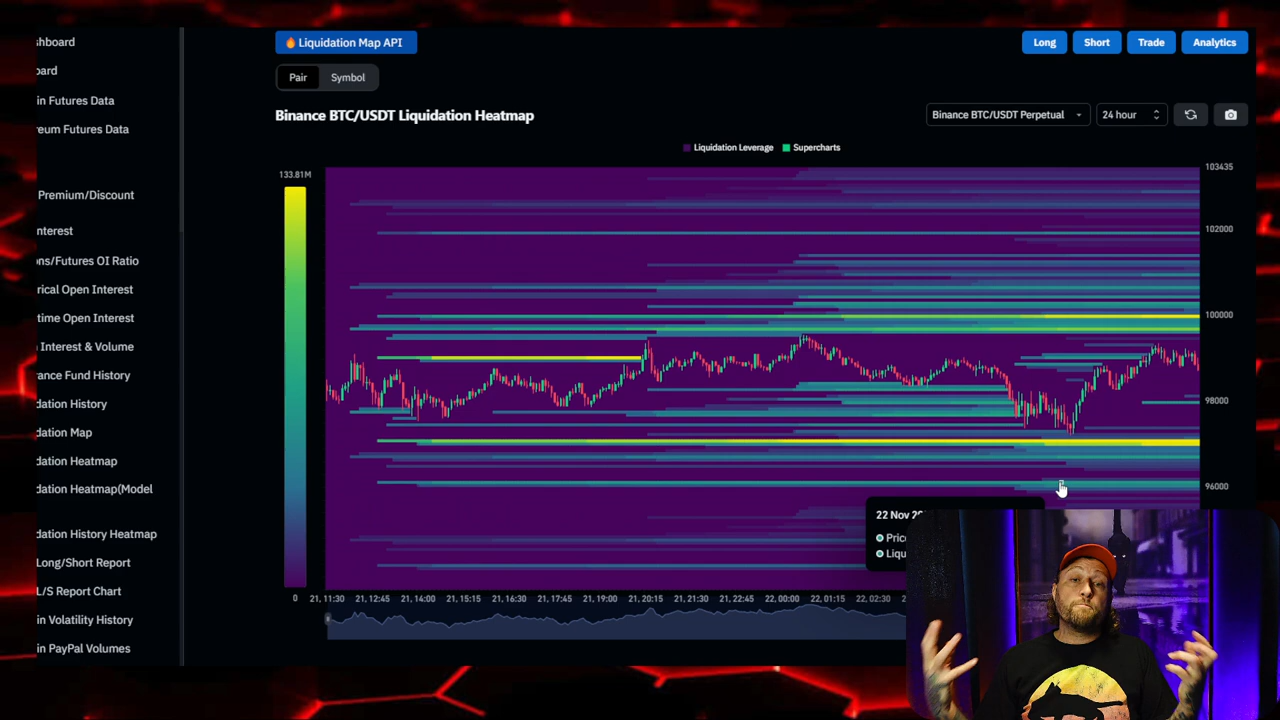 shboard
ard
in Futures Data
reum Futures Data
Premium/Discount
nterest
ons/Futures OI Ratio
rical Open Interest
time Open Interest
n Interest & Volume
rance Fund History
dation History
dation Map
dation Heatmap
dation Heatmap(Model
dation History Heatmap
Long/Short Report
L/S Report Chart
in Volatility History
in PayPal Volumes
Liquidation Map API
Long Short Trade Analytics
Pair Symbol
Binance BTC/USDT Liquidation Heatmap
Binance BTC/USDT Perpetual 24 hour
Liquidation Leverage Supercharts
133.81M
0
103435
102000
100000
98000
96000
22 Nov 20
Price
Liqu
21, 11:30 21, 12:45 21, 14:00 21, 15:15 21, 16:30 21, 17:45 21, 19:00 21, 20:15 21, 21:30 21, 22:45 22, 00:00 22, 01:15 22, 02:30